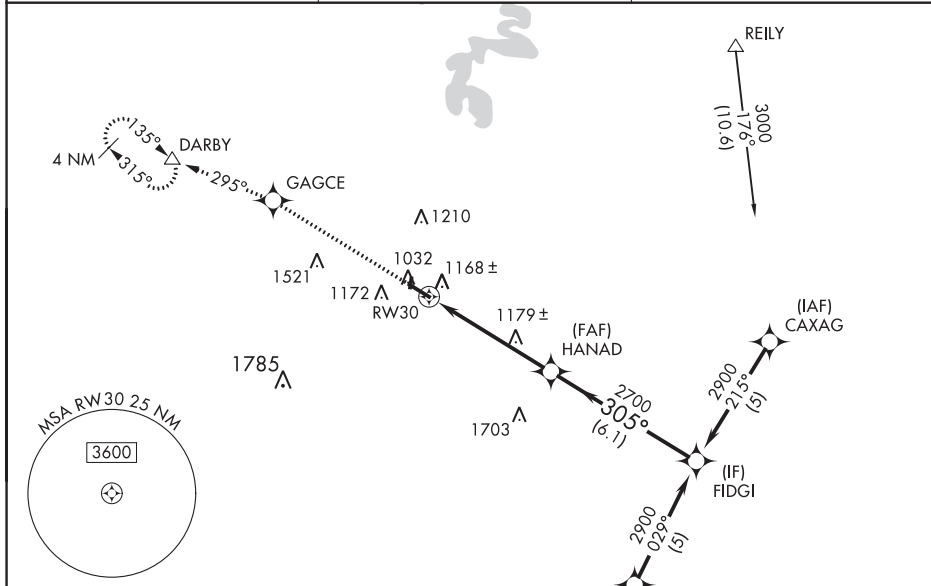 REILY
3000
176°
(10.6)
135°
DARBY
4 NM
315°
295°
GAGCE
1210
1032
1168 ±
1521
1172
RW30
1179 ±
(FAF)
HANAD
(IAF)
CAXAG
1785
2900
215°
(5)
2700
305°
(6.1)
1703
MSA RW30 25 NM
3600
(IF)
FIDGI
2900
029°
(5)